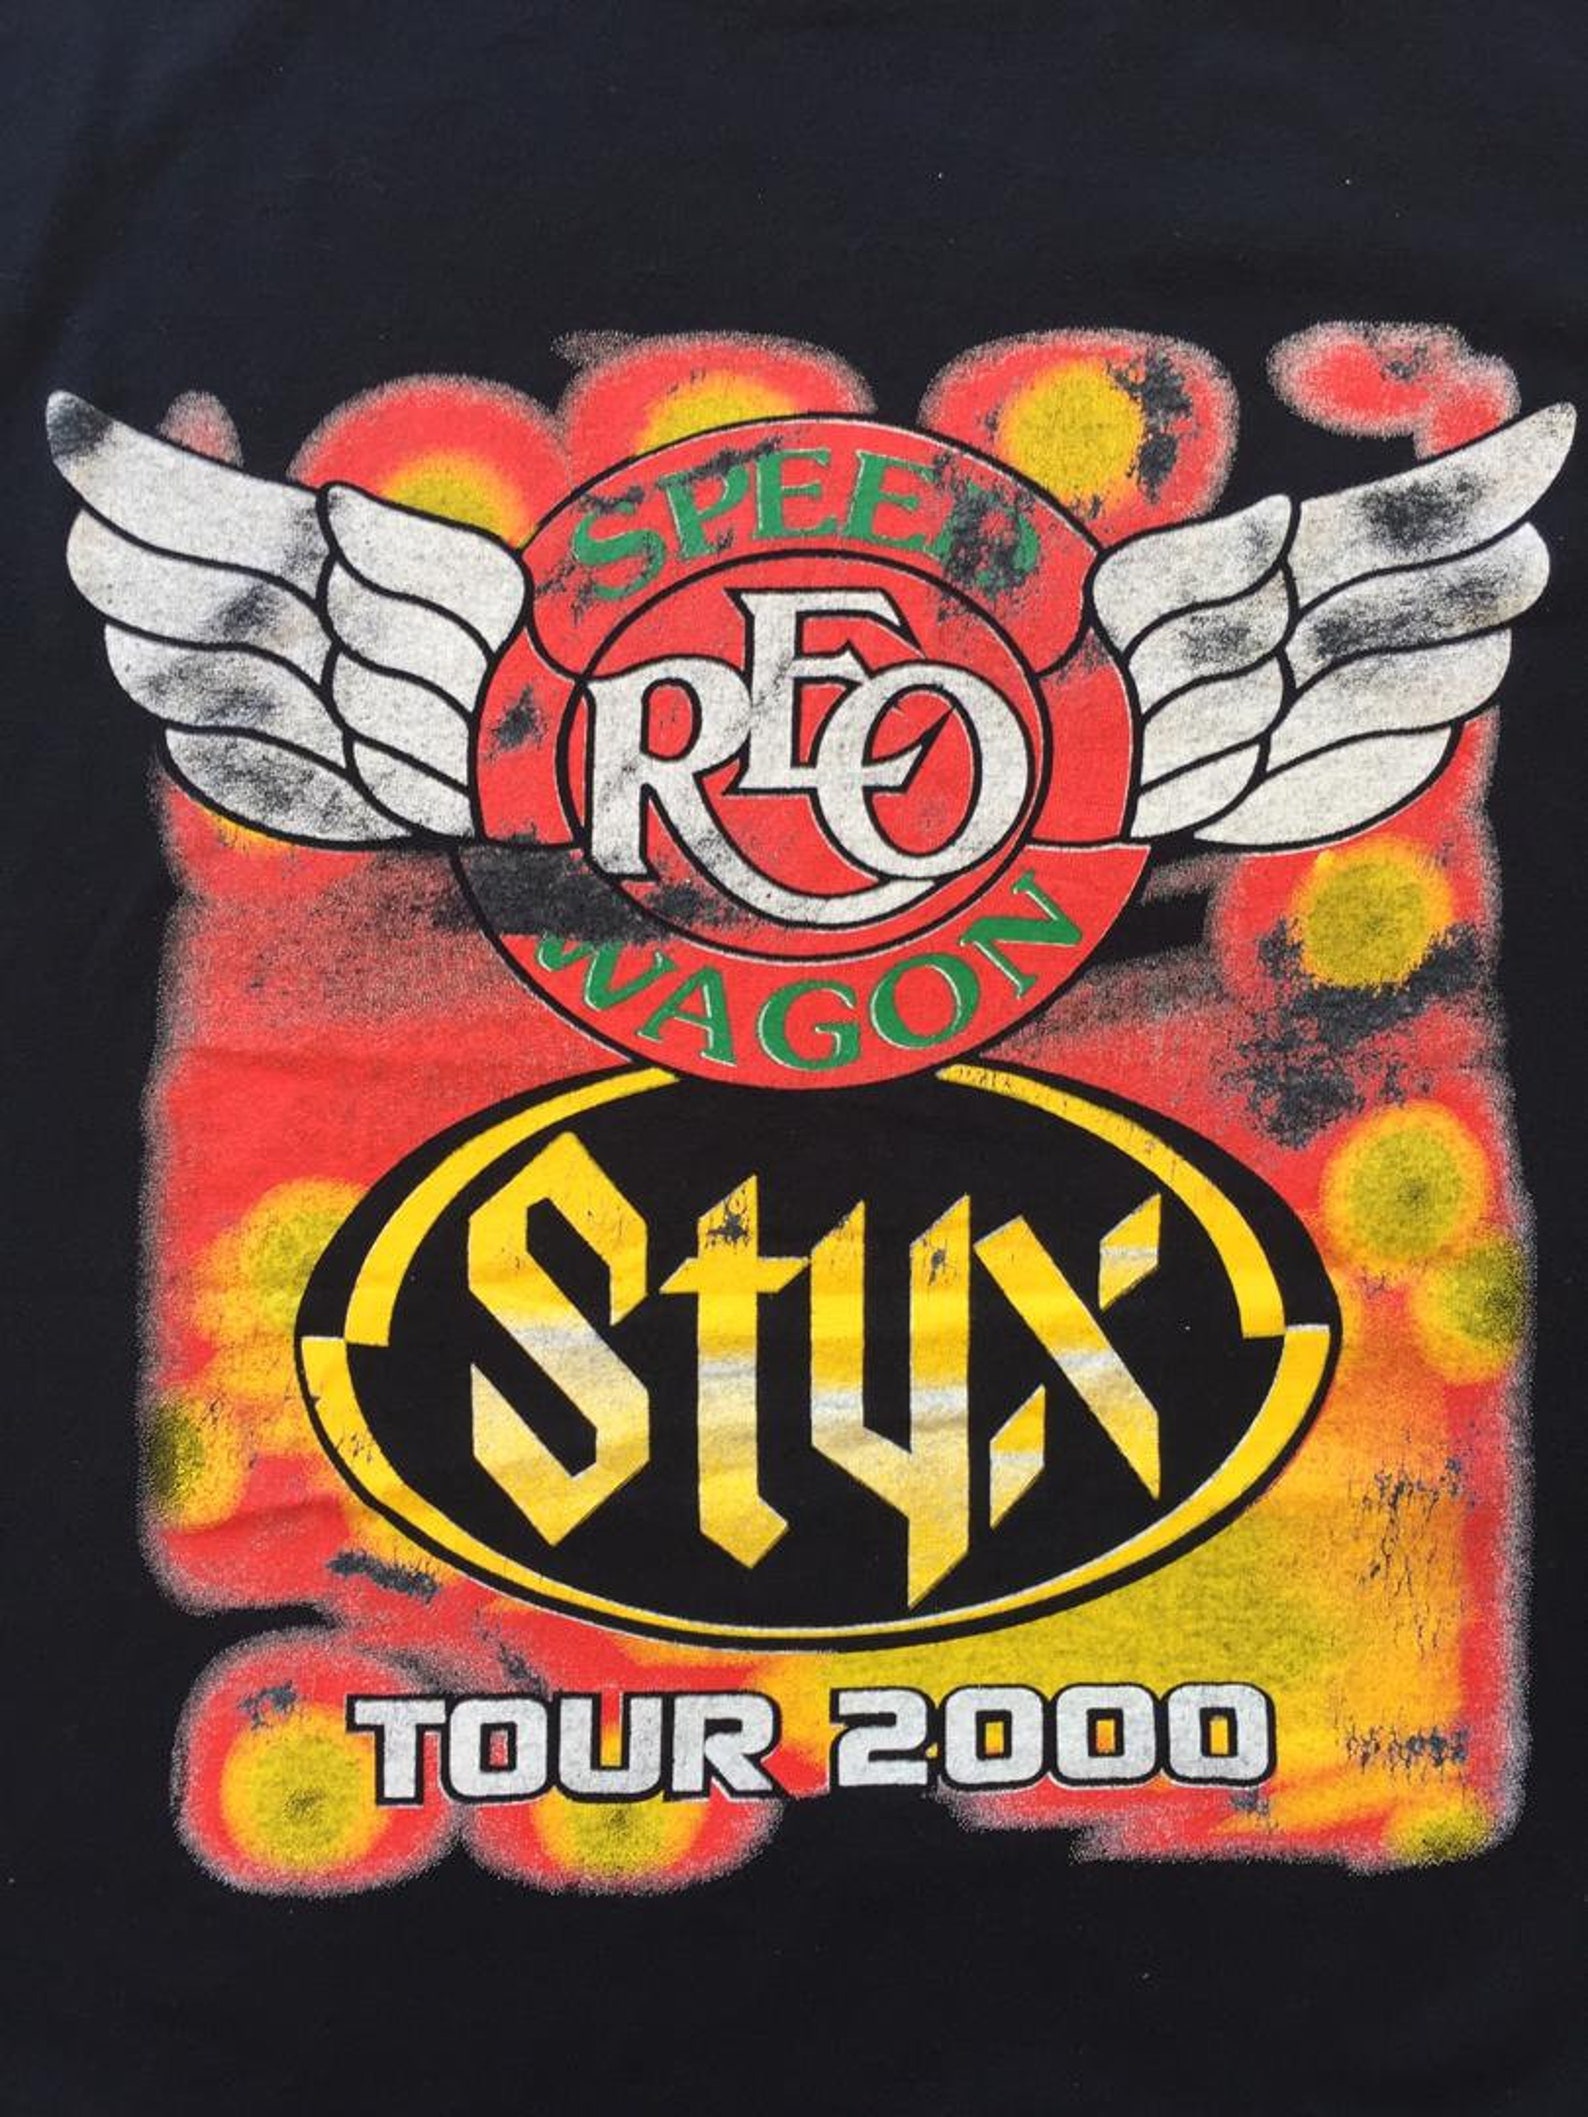 SPEED
REO
WAGON
Styx
TOUR 2000